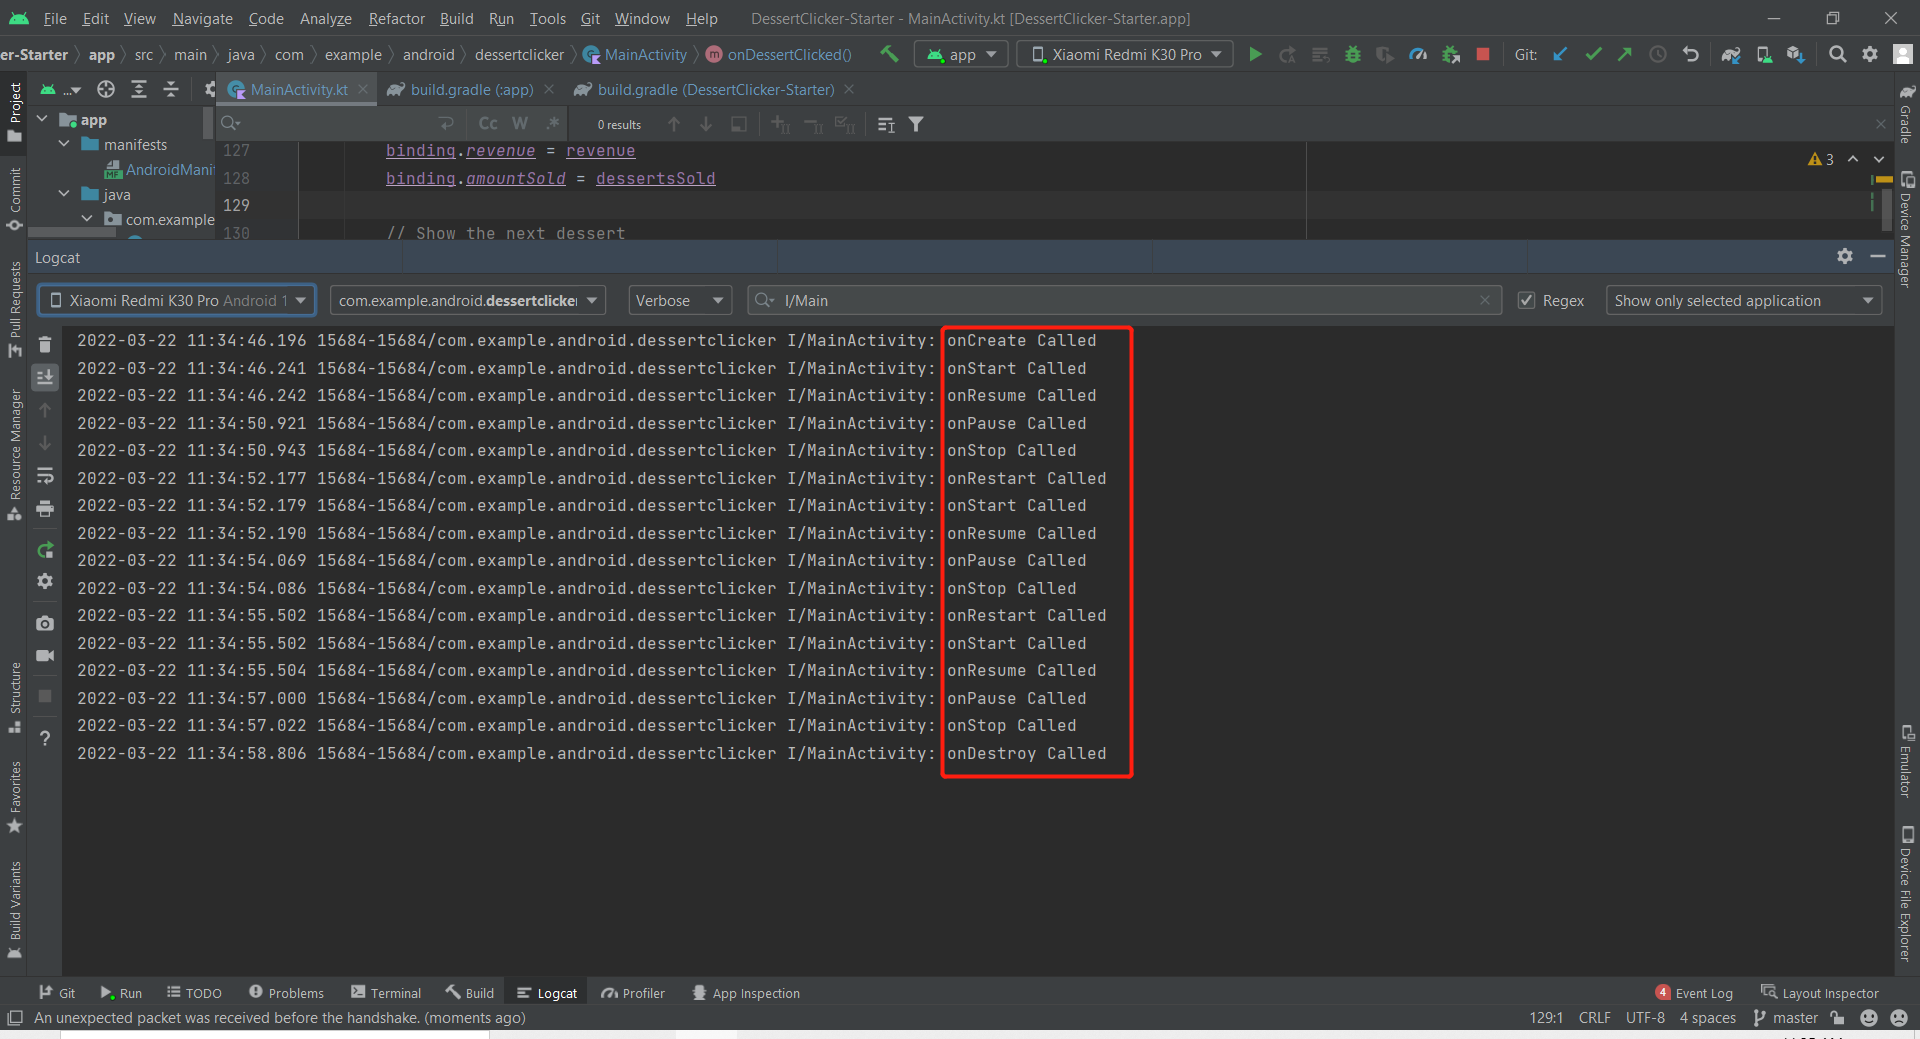 File Edit View Navigate Code Analyze Refactor Build Run Tools Git Window Help DessertClicker-Starter - MainActivity.kt [DessertClicker-Starter.app]
er-Starter app src main java com example android dessertclicker MainActivity onDessertClicked() app Xiaomi Redmi K30 Pro Git:
... MainActivity.kt build.gradle (:app) build.gradle (DessertClicker-Starter)
app Cc W .* 0 results
manifests
AndroidMani
java
com.example
127 binding.revenue = revenue
128 binding.amountSold = dessertsSold
129
130 // Show the next dessert
3
Logcat
Xiaomi Redmi K30 Pro Android 1 com.example.android.dessertclicke Verbose I/Main Regex Show only selected application
2022-03-22 11:34:46.196 15684-15684/com.example.android.dessertclicker I/MainActivity: onCreate Called
2022-03-22 11:34:46.241 15684-15684/com.example.android.dessertclicker I/MainActivity: onStart Called
2022-03-22 11:34:46.242 15684-15684/com.example.android.dessertclicker I/MainActivity: onResume Called
2022-03-22 11:34:50.921 15684-15684/com.example.android.dessertclicker I/MainActivity: onPause Called
2022-03-22 11:34:50.943 15684-15684/com.example.android.dessertclicker I/MainActivity: onStop Called
2022-03-22 11:34:52.177 15684-15684/com.example.android.dessertclicker I/MainActivity: onRestart Called
2022-03-22 11:34:52.179 15684-15684/com.example.android.dessertclicker I/MainActivity: onStart Called
2022-03-22 11:34:52.190 15684-15684/com.example.android.dessertclicker I/MainActivity: onResume Called
2022-03-22 11:34:54.069 15684-15684/com.example.android.dessertclicker I/MainActivity: onPause Called
2022-03-22 11:34:54.086 15684-15684/com.example.android.dessertclicker I/MainActivity: onStop Called
2022-03-22 11:34:55.502 15684-15684/com.example.android.dessertclicker I/MainActivity: onRestart Called
2022-03-22 11:34:55.502 15684-15684/com.example.android.dessertclicker I/MainActivity: onStart Called
2022-03-22 11:34:55.504 15684-15684/com.example.android.dessertclicker I/MainActivity: onResume Called
2022-03-22 11:34:57.000 15684-15684/com.example.android.dessertclicker I/MainActivity: onPause Called
2022-03-22 11:34:57.022 15684-15684/com.example.android.dessertclicker I/MainActivity: onStop Called
2022-03-22 11:34:58.806 15684-15684/com.example.android.dessertclicker I/MainActivity: onDestroy Called
Project
Commit
Pull Requests
Resource Manager
Structure
Favorites
Build Variants
Gradle
Device Manager
Emulator
Device File Explorer
Git Run TODO Problems Terminal Build Logcat Profiler App Inspection 4 Event Log Layout Inspector
An unexpected packet was received before the handshake. (moments ago) 129:1 CRLF UTF-8 4 spaces master